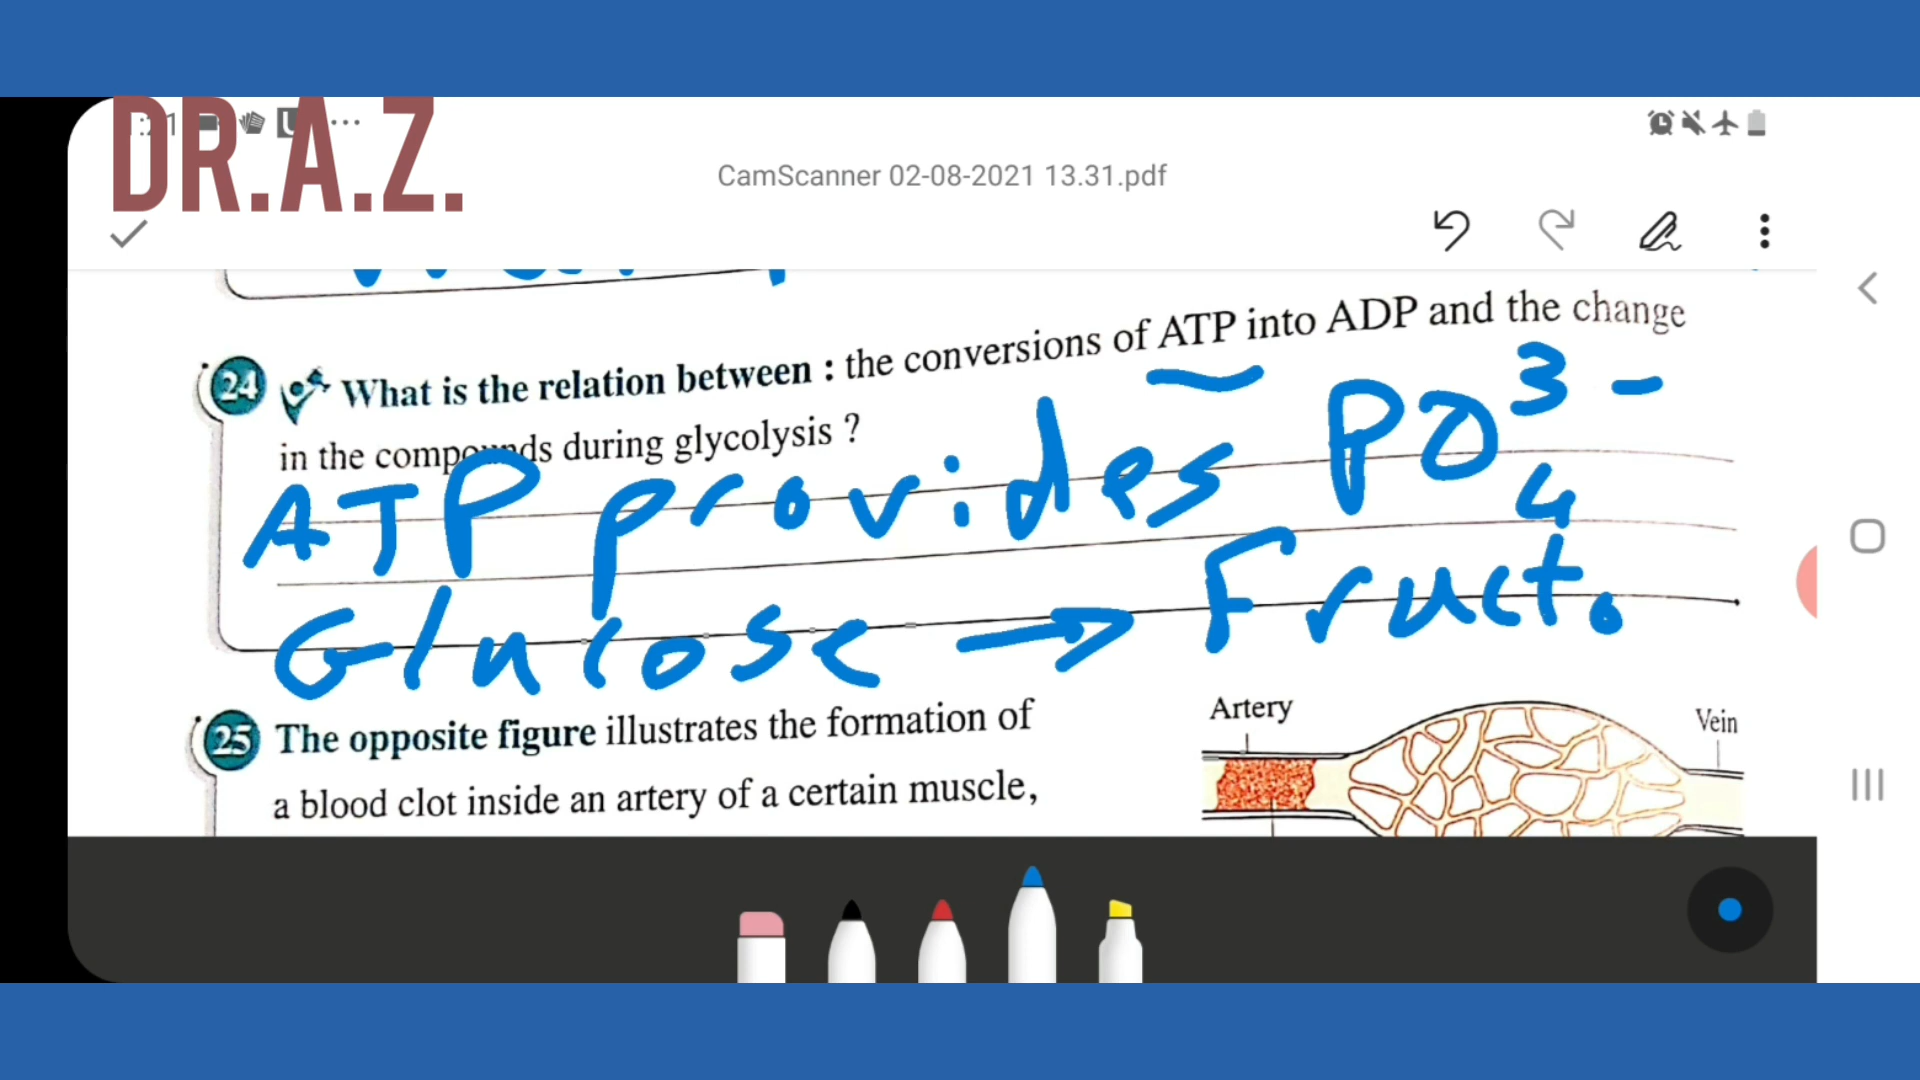 DR.A.Z.
CamScanner 02-08-2021 13.31.pdf
24 What is the relation between : the conversions of ATP into ADP and the change
in the compounds during glycolysis ?
ATP provides PO4 3-
Glucose → Fructo
25 The opposite figure illustrates the formation of
a blood clot inside an artery of a certain muscle,
Artery
Vein